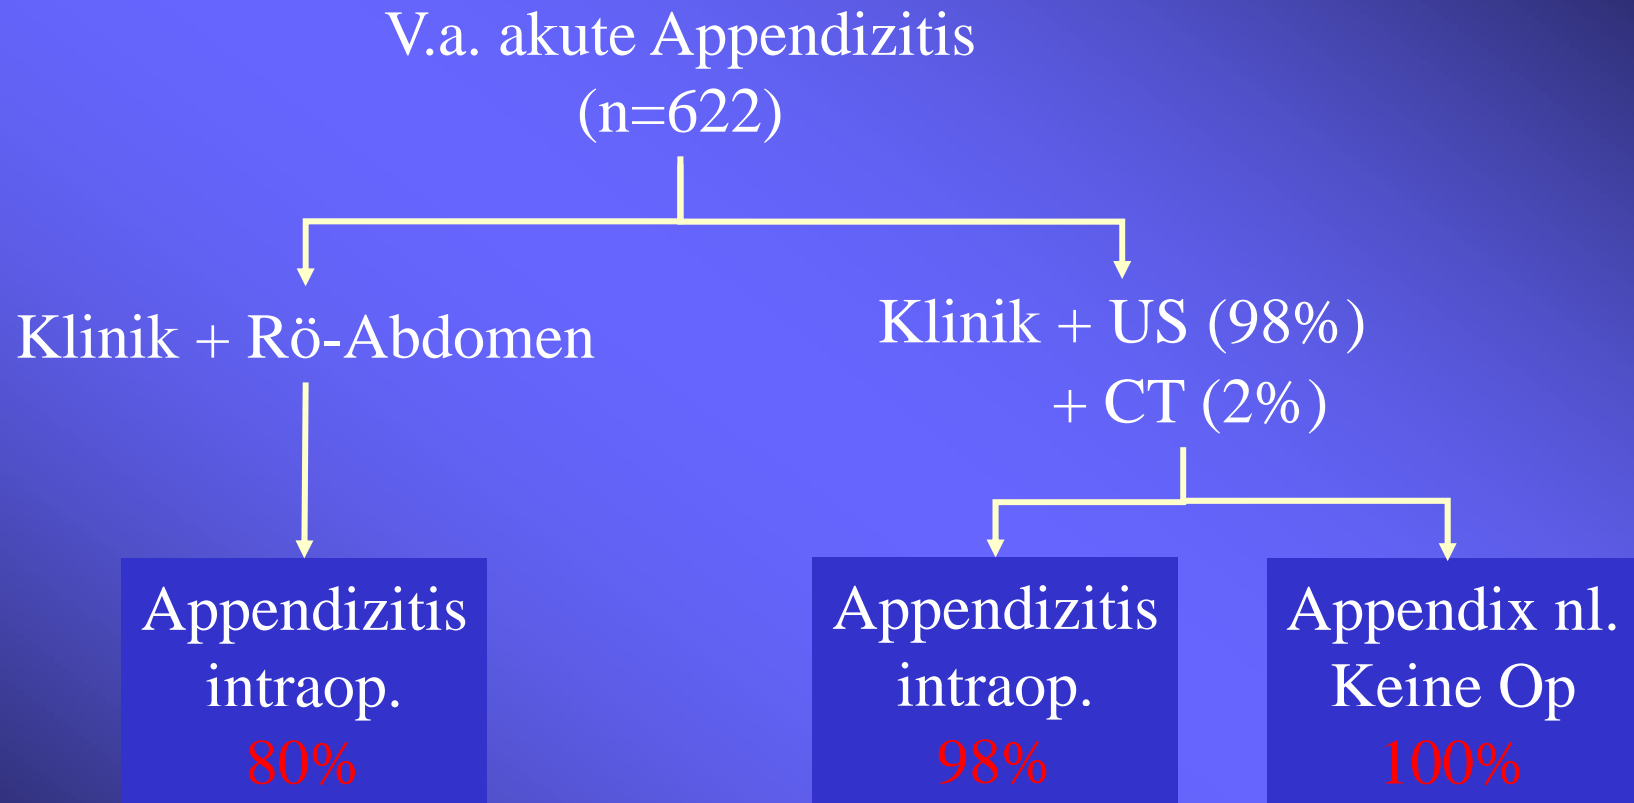 V.a. akute Appendizitis
(n=622)
Klinik + Rö-Abdomen
Klinik + US (98%)
+ CT (2%)
Appendizitis
intraop.
80%
Appendizitis
intraop.
98%
Appendix nl.
Keine Op
100%